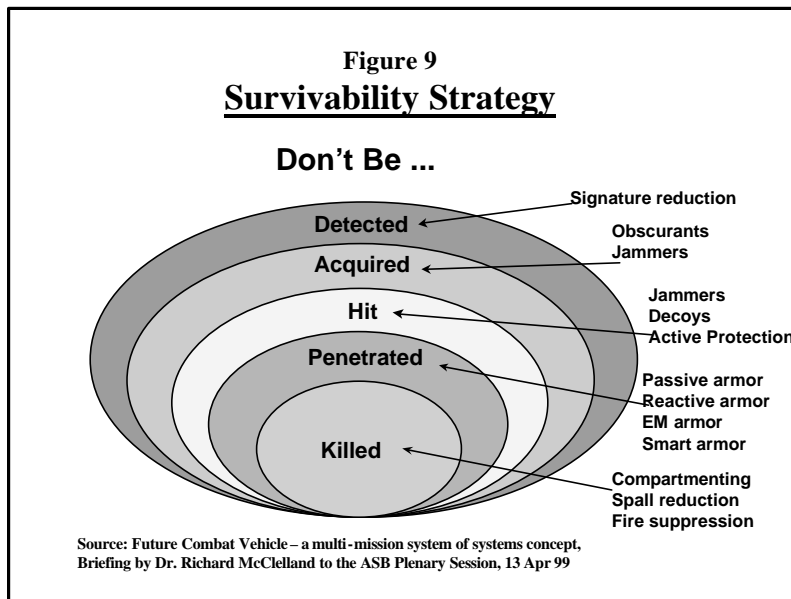 Figure 9
Survivability Strategy
Don't Be ...
Detected
Signature reduction
Acquired
Obscurants
Jammers
Hit
Jammers
Decoys
Active Protection
Penetrated
Passive armor
Reactive armor
EM armor
Smart armor
Killed
Compartmenting
Spall reduction
Fire suppression
Source: Future Combat Vehicle – a multi-mission system of systems concept,
Briefing by Dr. Richard McClelland to the ASB Plenary Session, 13 Apr 99